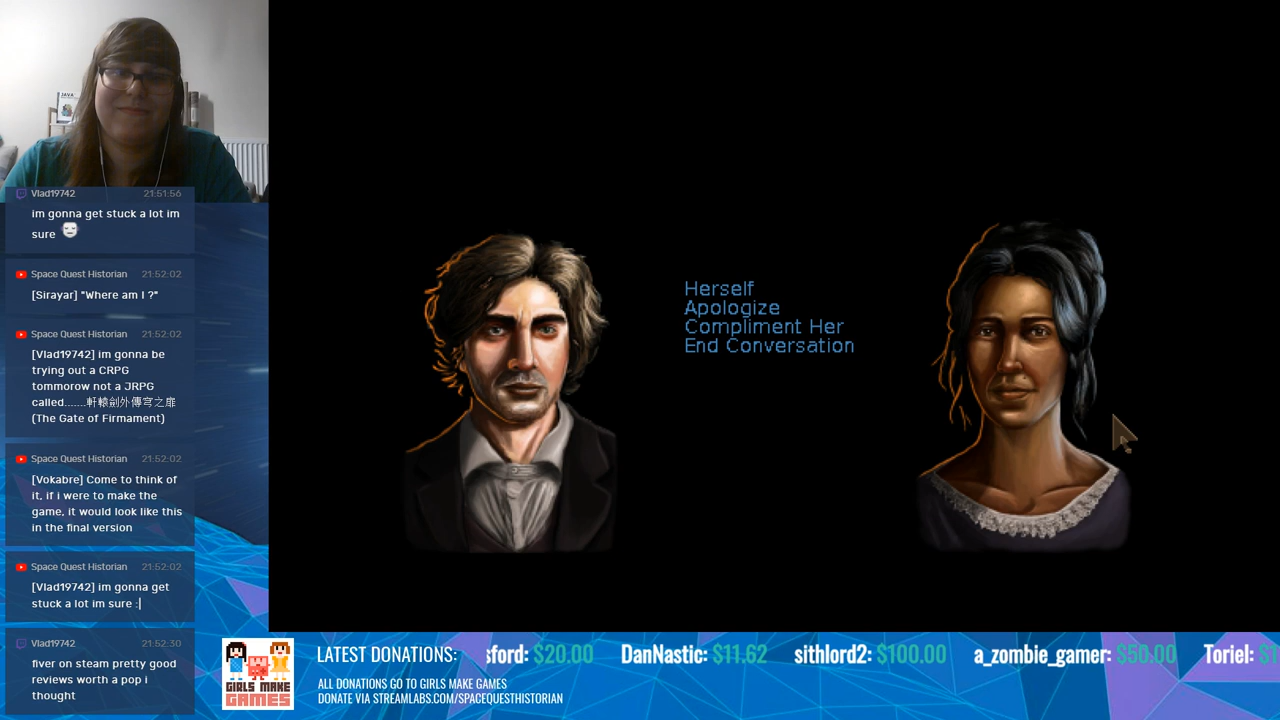 JAVA
Vlad19742 21:51:56
im gonna get stuck a lot im
sure
Space Quest Historian 21:52:02
[Sirayar] "Where am I ?"
Space Quest Historian 21:52:02
[Vlad19742] im gonna be
trying out a CRPG
tommorow not a JRPG
called.......軒轅劍外傳穹之扉
(The Gate of Firmament)
Space Quest Historian 21:52:02
[Vokabre] Come to think of
it, if i were to make the
game, it would look like this
in the final version
Space Quest Historian 21:52:02
[Vlad19742] im gonna get
stuck a lot im sure :|
Vlad19742 21:52:30
fiver on steam pretty good
reviews worth a pop i
thought
Herself
Apologize
Compliment Her
End Conversation
GIRLS MAKE
GAMES
LATEST DONATIONS: sford: $20.00 DanNastic: $11.62 sithlord2: $100.00 a_zombie_gamer: $50.00 Toriel: $1
ALL DONATIONS GO TO GIRLS MAKE GAMES
DONATE VIA STREAMLABS.COM/SPACEQUESTHISTORIAN